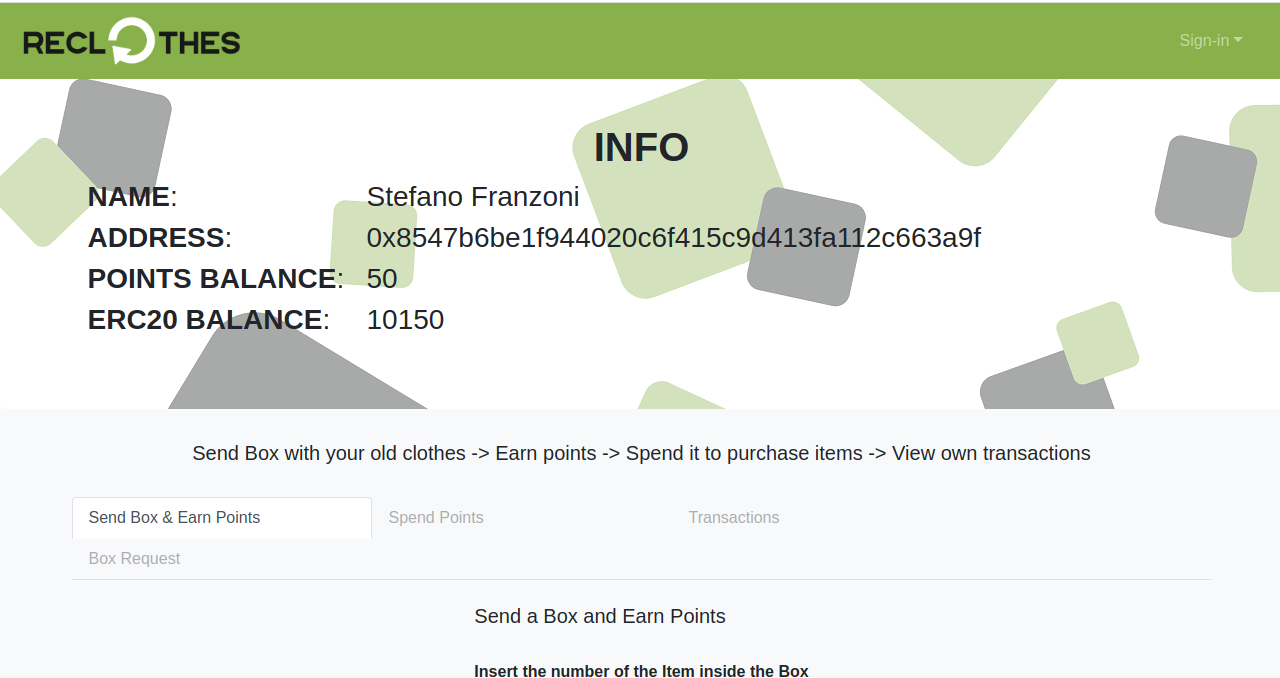 RECLOTHES
Sign-in
INFO
NAME: Stefano Franzoni
ADDRESS: 0x8547b6be1f944020c6f415c9d413fa112c663a9f
POINTS BALANCE: 50
ERC20 BALANCE: 10150
Send Box with your old clothes -> Earn points -> Spend it to purchase items -> View own transactions
Send Box & Earn Points Spend Points Transactions
Box Request
Send a Box and Earn Points
Insert the number of the Item inside the Box